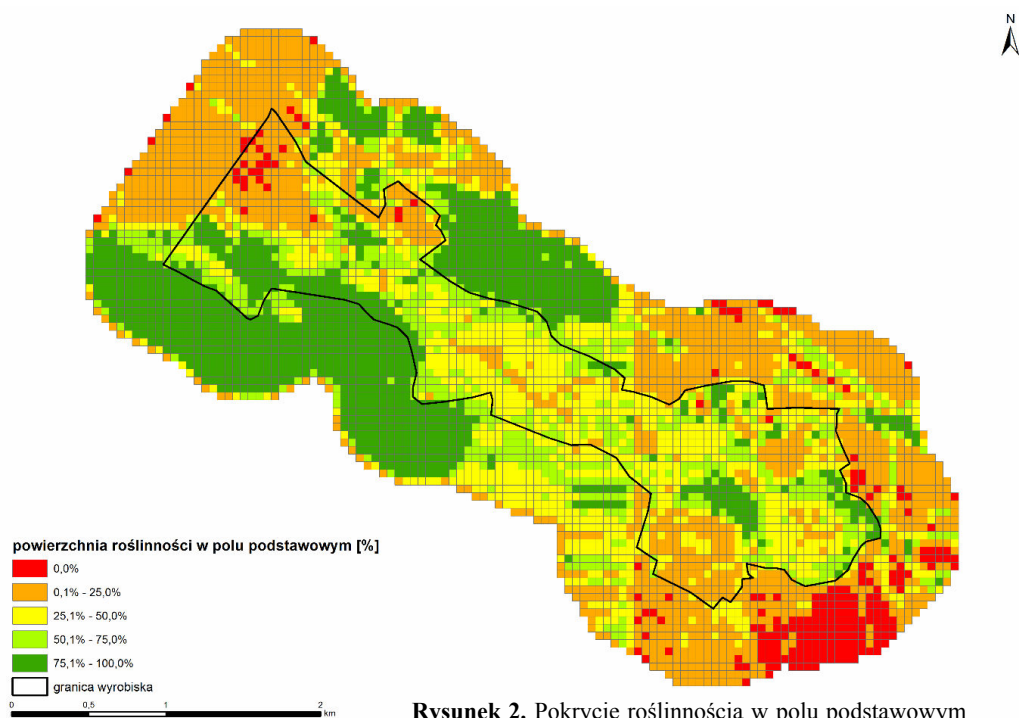 N
powierzchnia roślinności w polu podstawowym [%]
0,0%
0,1% - 25,0%
25,1% - 50,0%
50,1% - 75,0%
75,1% - 100,0%
granica wyrobiska
0 0,5 1 2
km
Rysunek 2. Pokrycie roślinnością w polu podstawowym